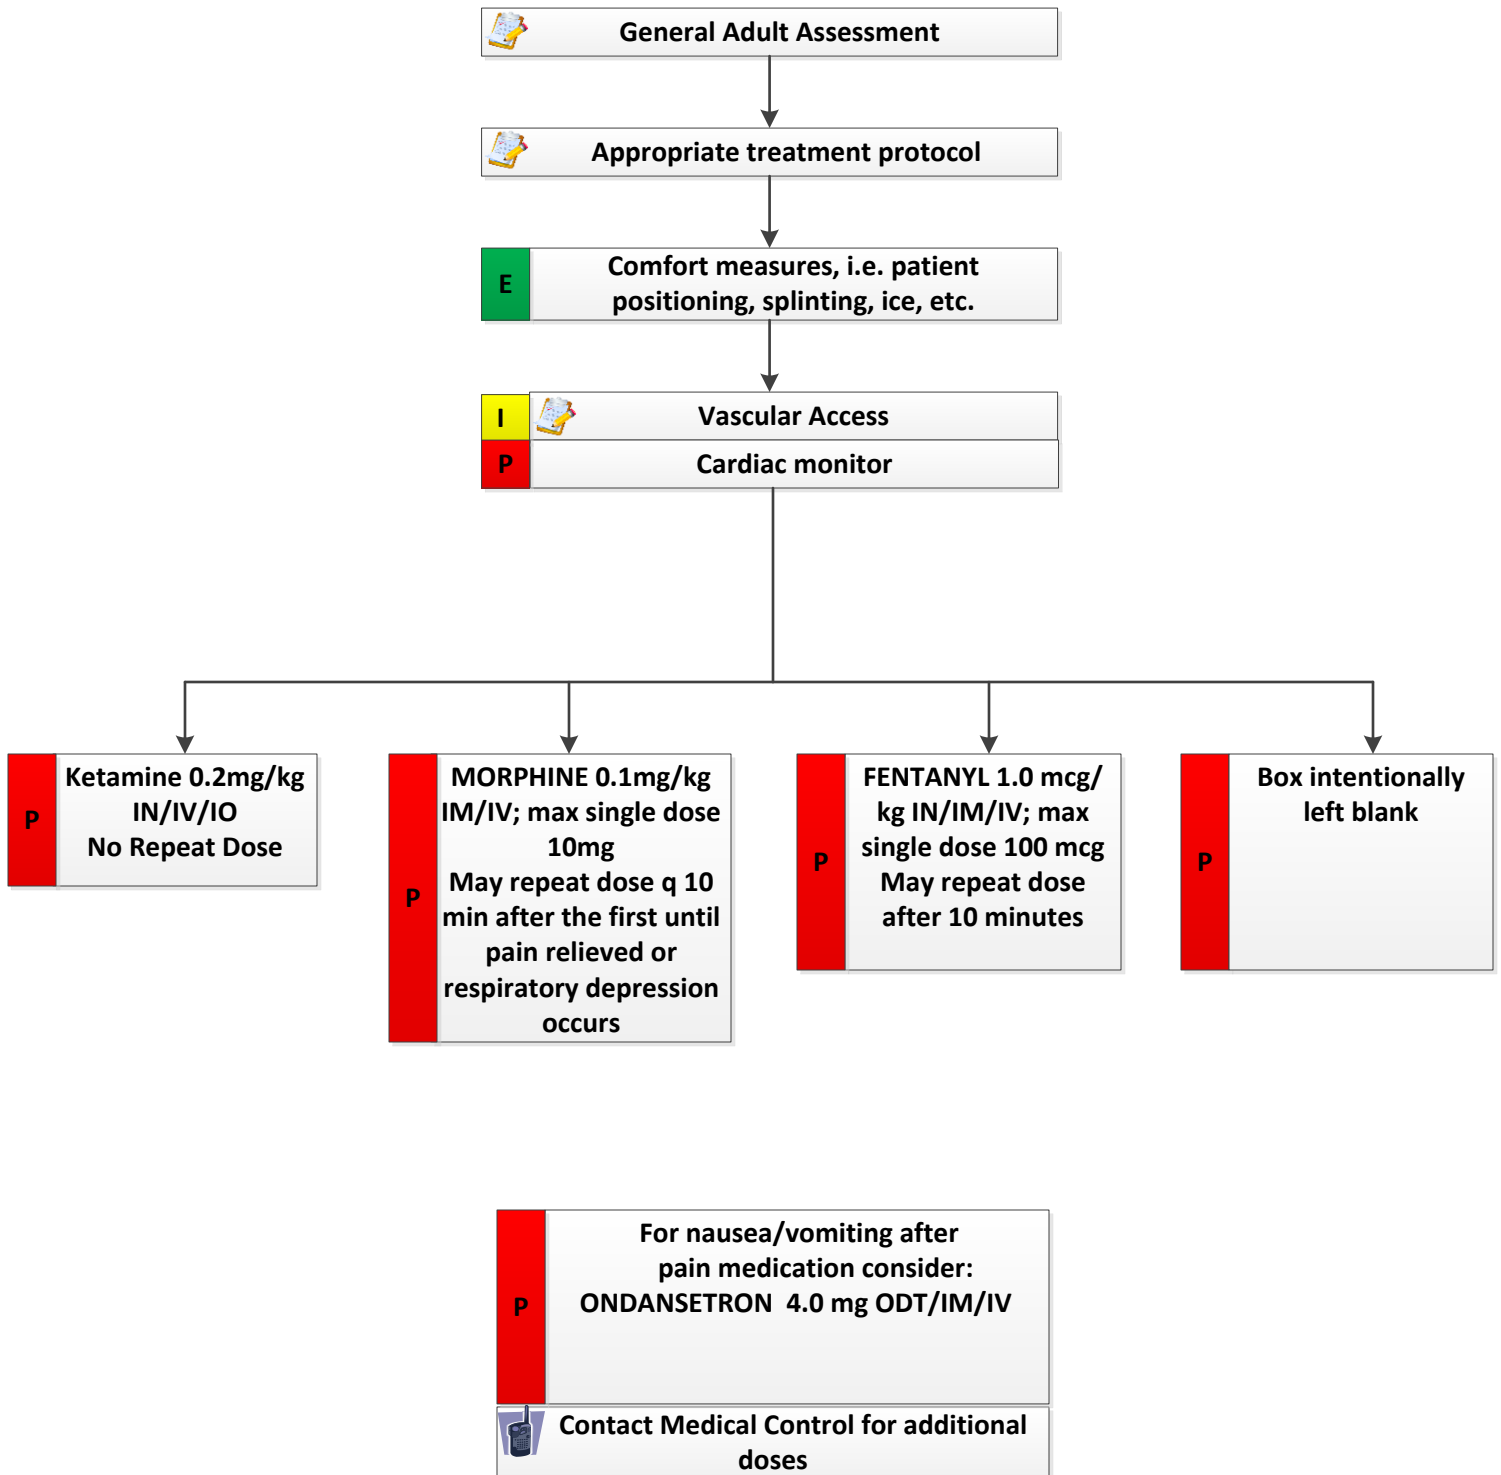 General Adult Assessment
Appropriate treatment protocol
E
Comfort measures, i.e. patient
positioning, splinting, ice, etc.
I
Vascular Access
P
Cardiac monitor
P
Ketamine 0.2mg/kg
IN/IV/IO
No Repeat Dose
P
MORPHINE 0.1mg/kg
IM/IV; max single dose
10mg
May repeat dose q 10
min after the first until
pain relieved or
respiratory depression
occurs
P
FENTANYL 1.0 mcg/
kg IN/IM/IV; max
single dose 100 mcg
May repeat dose
after 10 minutes
P
Box intentionally
left blank
P
For nausea/vomiting after
pain medication consider:
ONDANSETRON  4.0 mg ODT/IM/IV
Contact Medical Control for additional
doses